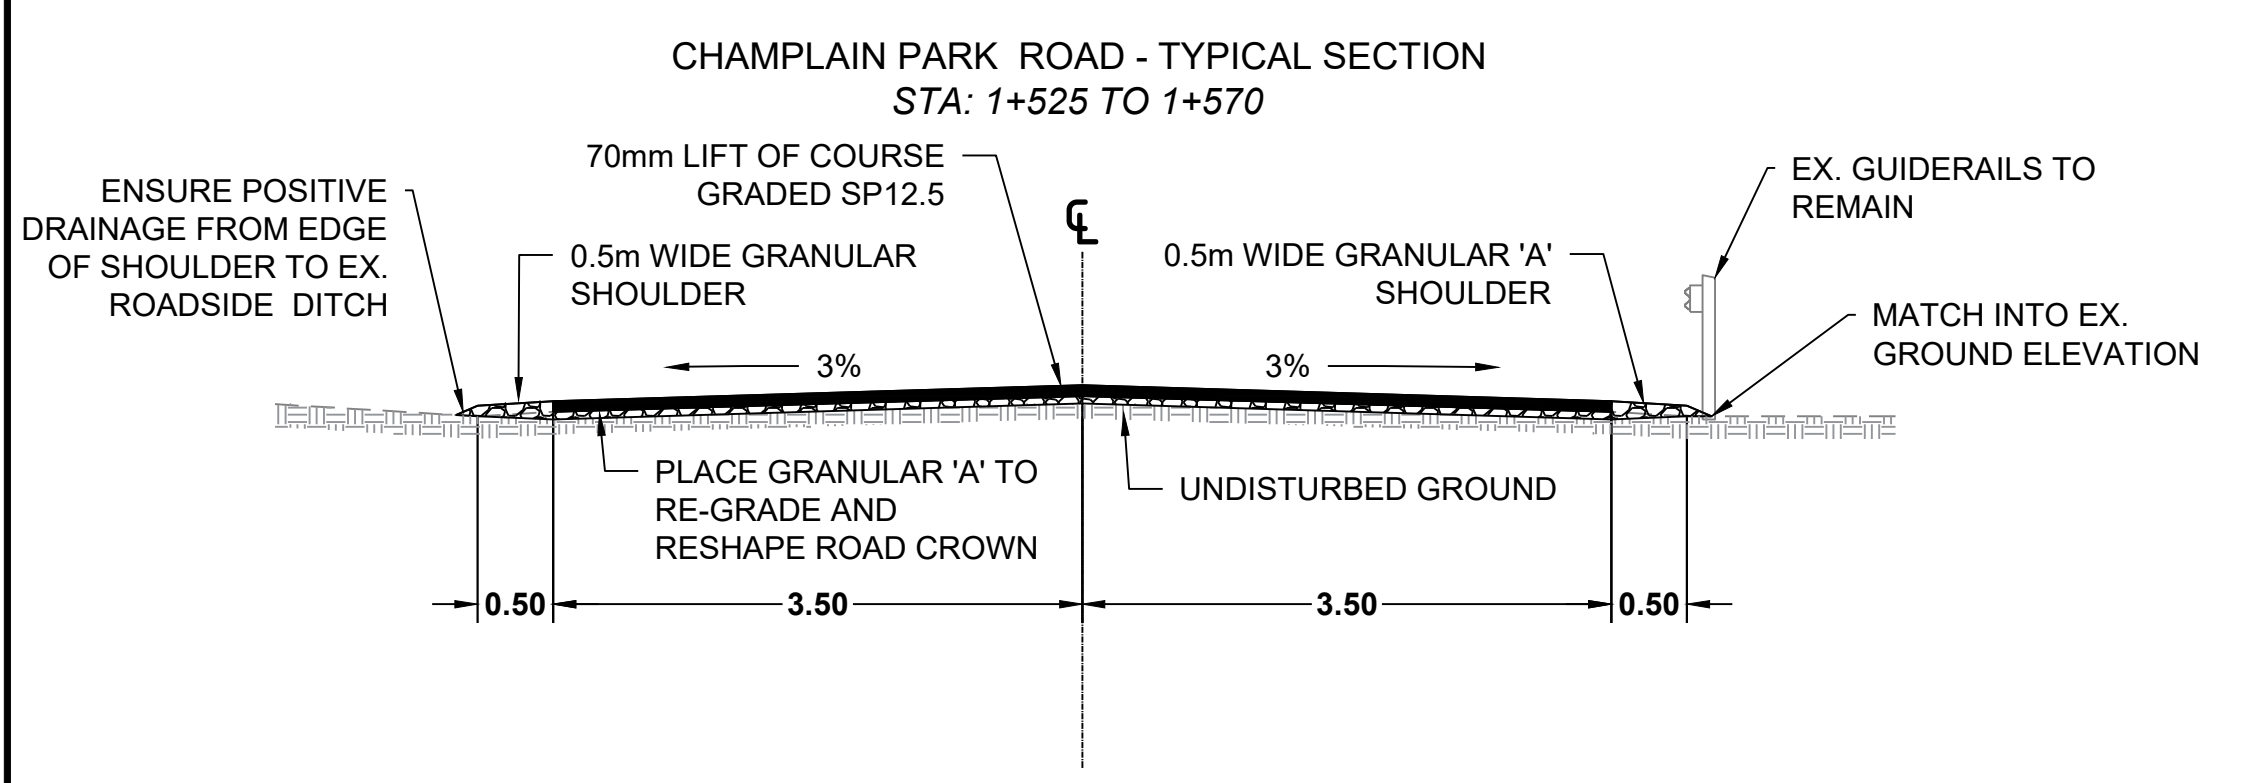 CHAMPLAIN PARK ROAD - TYPICAL SECTION
STA: 1+525 TO 1+570
ENSURE POSITIVE
DRAINAGE FROM EDGE
OF SHOULDER TO EX.
ROADSIDE DITCH
70mm LIFT OF COURSE
GRADED SP12.5
0.5m WIDE GRANULAR
SHOULDER
CL
0.5m WIDE GRANULAR 'A'
SHOULDER
EX. GUIDERAILS TO
REMAIN
MATCH INTO EX.
GROUND ELEVATION
3%
3%
PLACE GRANULAR 'A' TO
RE-GRADE AND
RESHAPE ROAD CROWN
UNDISTURBED GROUND
0.50
3.50
3.50
0.50